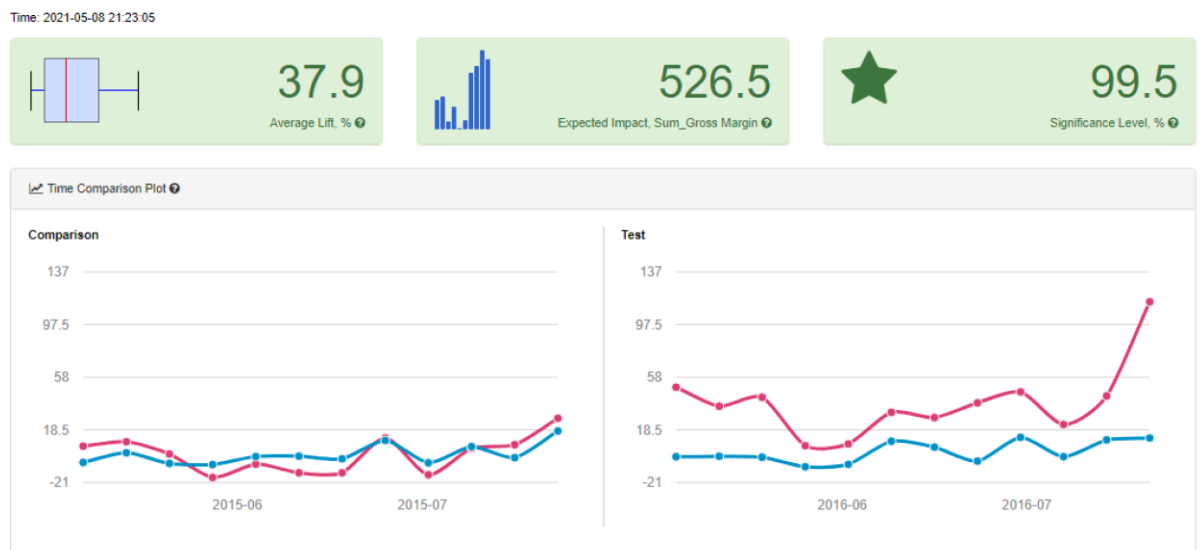 Time: 2021-05-08 21:23:05
37.9
Average Lift, %
526.5
Expected Impact, Sum_Gross Margin
99.5
Significance Level, %
Time Comparison Plot
Comparison
137
97.5
58
18.5
-21
2015-06 2015-07
Test
137
97.5
58
18.5
-21
2016-06 2016-07